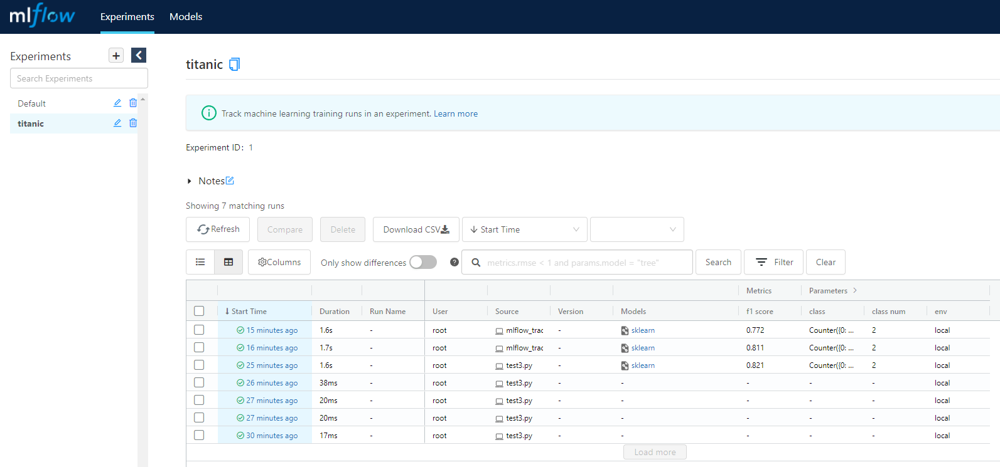 mlflow Experiments Models
Experiments
Search Experiments
Default
titanic
titanic
Track machine learning training runs in an experiment. Learn more
Experiment ID: 1
Notes
Showing 7 matching runs
Refresh Compare Delete Download CSV Start Time
Columns Only show differences metrics.rmse < 1 and params.model = "tree" Search Filter Clear
Metrics Parameters
Start Time Duration Run Name User Source Version Models f1 score class class num env
15 minutes ago 1.6s - root mlflow_trac - sklearn 0.772 Counter({0: ... 2 local
16 minutes ago 1.7s - root mlflow_trac - sklearn 0.811 Counter({0: ... 2 local
25 minutes ago 1.6s - root test3.py - sklearn 0.821 Counter({0: ... 2 local
26 minutes ago 38ms - root test3.py - - - - - local
27 minutes ago 20ms - root test3.py - - - - - local
27 minutes ago 20ms - root test3.py - - - - - local
30 minutes ago 17ms - root test3.py - - - - - local
Load more